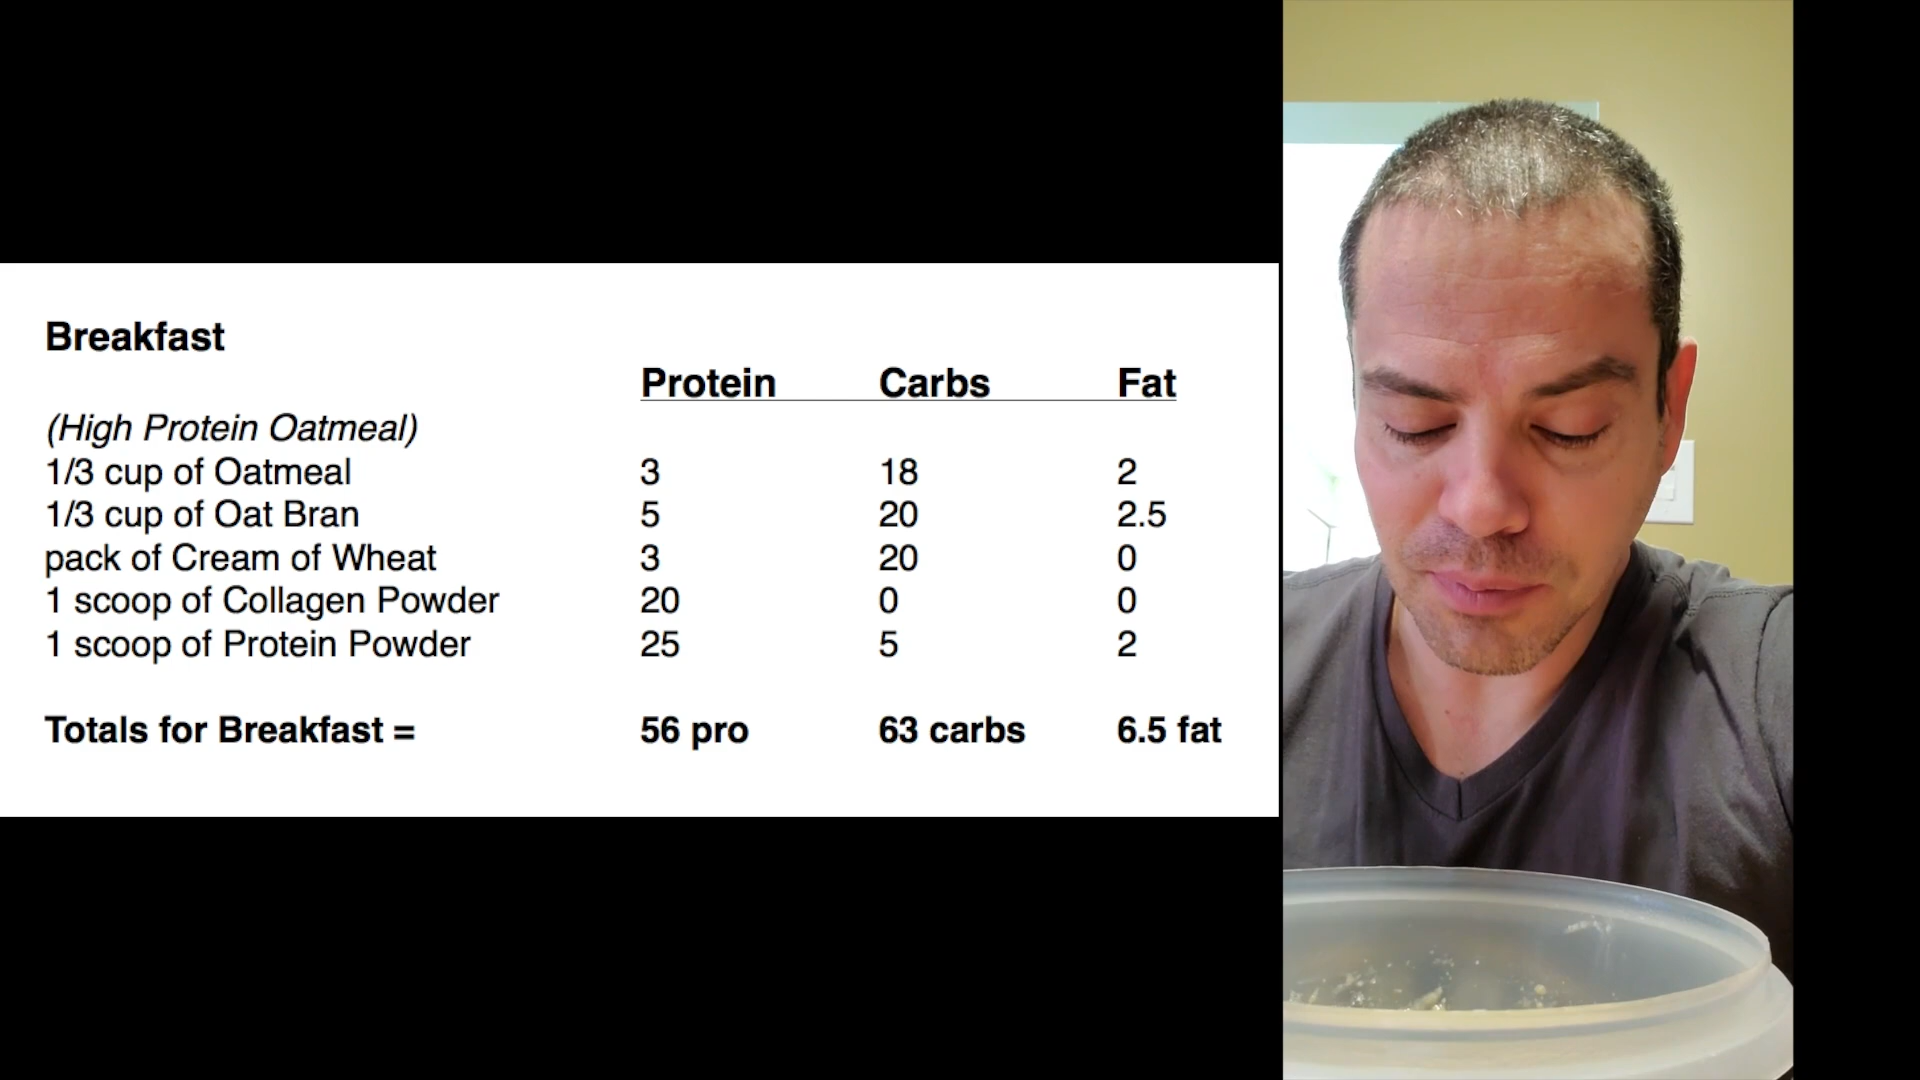 Breakfast
Protein Carbs Fat
(High Protein Oatmeal)
1/3 cup of Oatmeal 3 18 2
1/3 cup of Oat Bran 5 20 2.5
pack of Cream of Wheat 3 20 0
1 scoop of Collagen Powder 20 0 0
1 scoop of Protein Powder 25 5 2
Totals for Breakfast = 56 pro 63 carbs 6.5 fat